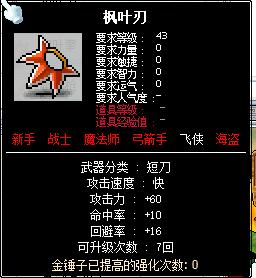 枫叶刃
要求等级： 43
要求力量： 0
要求敏捷： 0
要求智力： 0
要求运气： 0
要求人气度： -
道具等级： -
道具经验值： -
新手 战士 魔法师 弓箭手 飞侠 海盗
武器分类 : 短刀
攻击速度 : 快
攻击力 : +60
命中率 : +10
回避率 : +16
可升级次数 : 7回
金锤子已提高的强化次数: 0